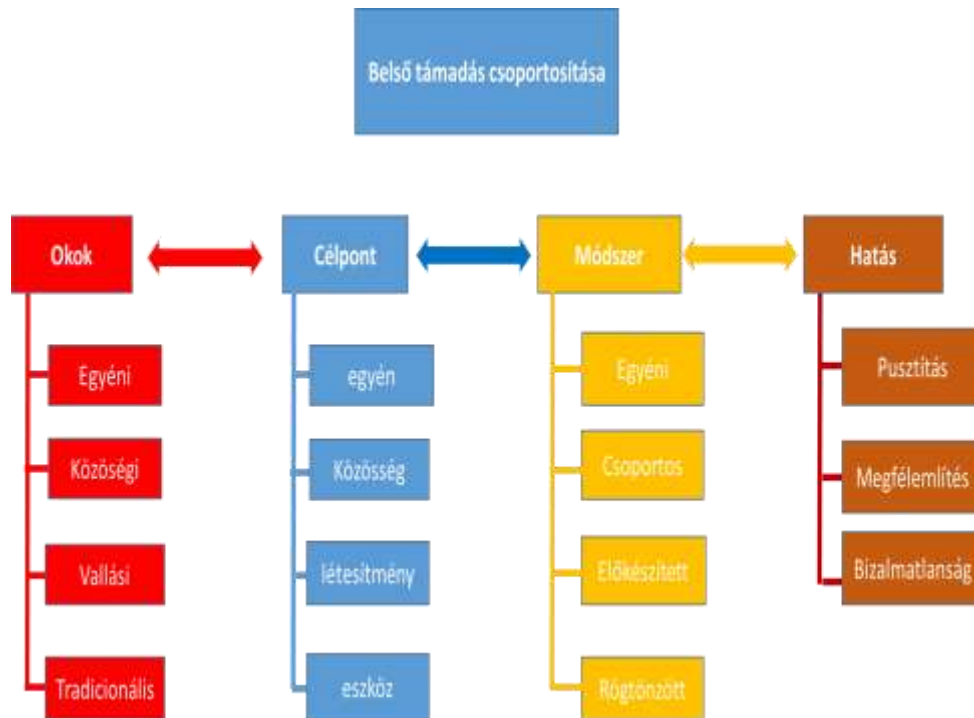 Belső támadás csoportosítása
Okok
Célpont
Módszer
Hatás
Egyéni
Közöségi
Vallási
Tradicionális
egyén
Közösség
létesítmény
eszköz
Egyéni
Csoportos
Előkészített
Rögtönzött
Pusztítás
Megfélemlítés
Bizalmatlanság